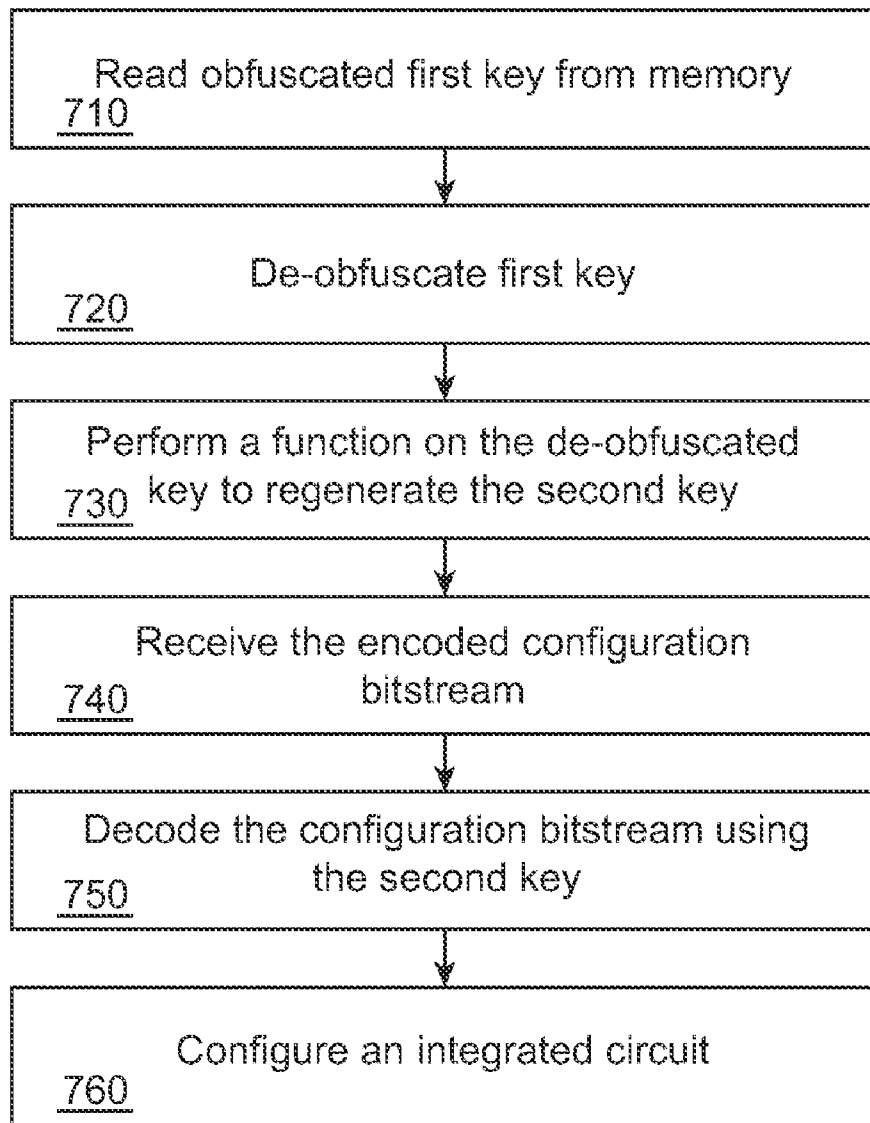 Read obfuscated first key from memory
710
De-obfuscate first key
720
Perform a function on the de-obfuscated
730 key to regenerate the second key
Receive the encoded configuration
bitstream
740
Decode the configuration bitstream using
the second key
750
Configure an integrated circuit
760